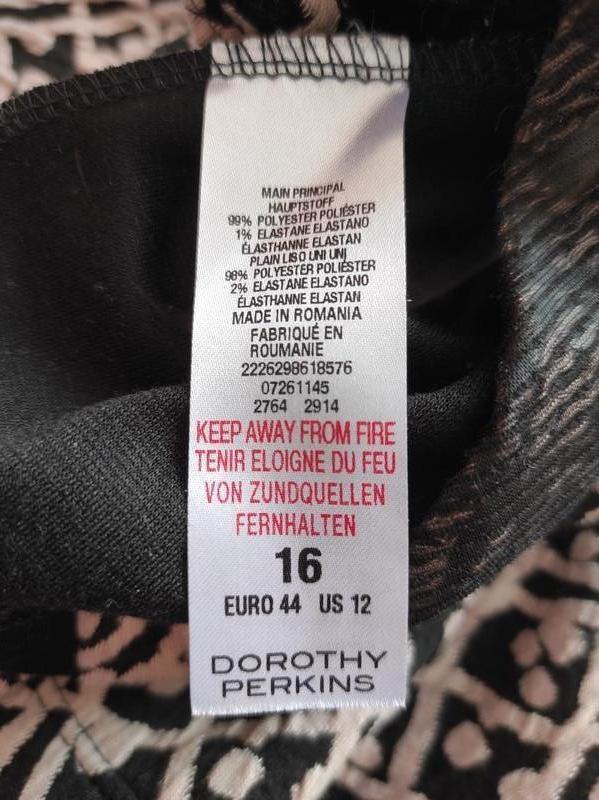 MAIN PRINCIPAL
HAUPTSTOFF
99% POLYESTER POLIÉSTER
1% ELASTANE ELASTANO
ÉLASTHANNE ELASTAN
PLAIN LISO UNI UNI
98% POLYESTER POLIÉSTER
2% ELASTANE ELASTANO
ÉLASTHANNE ELASTAN
MADE IN ROMANIA
FABRIQUÉ EN
ROUMANIE
2226298618576
07261145
2764 2914
KEEP AWAY FROM FIRE
TENIR ELOIGNE DU FEU
VON ZUNDQUELLEN
FERNHALTEN
16
EURO 44 US 12
DOROTHY
PERKINS